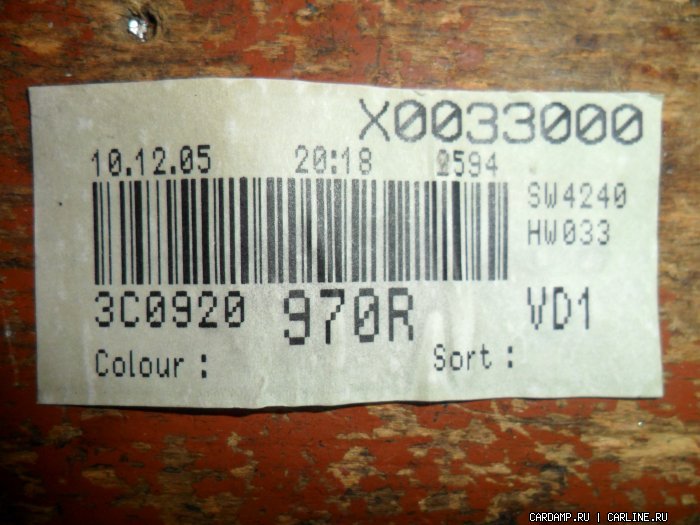 X0033000
10.12.05 20:18 2594
SW4240
HW033
3C0920 970R VD1
Colour : Sort :
CARDAMP.RU | CARLINE.RU